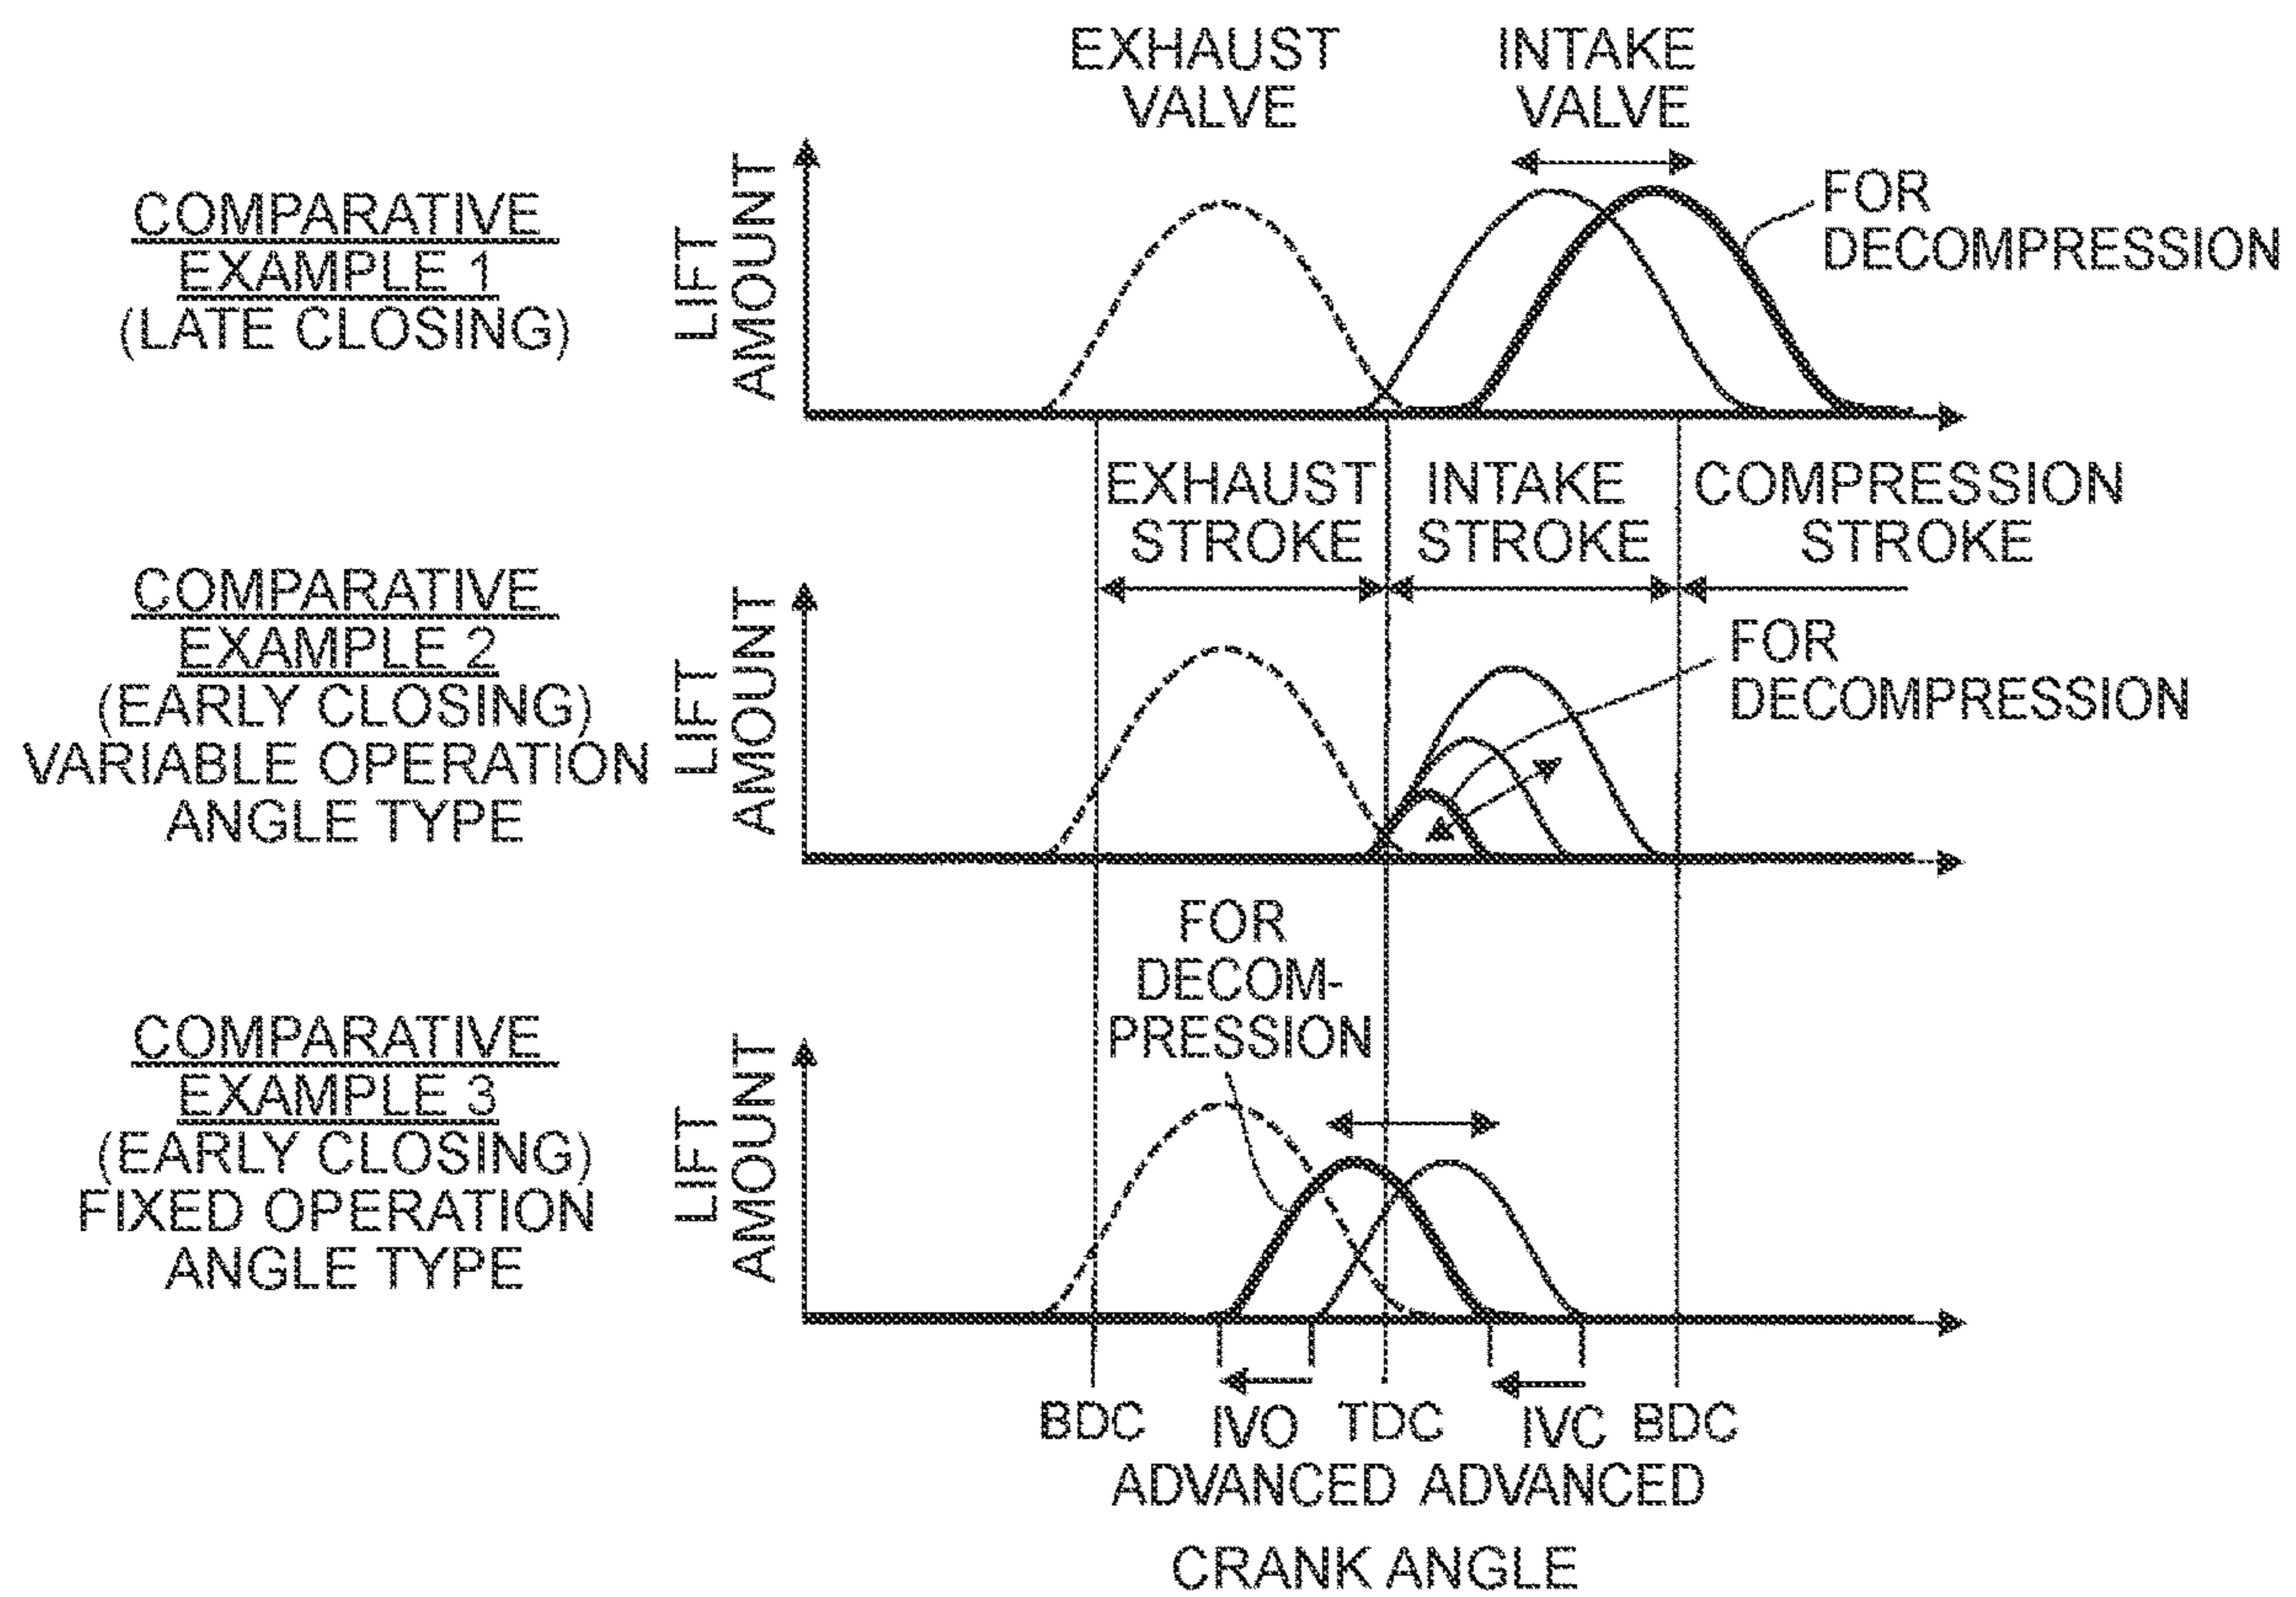 EXHAUST
VALVE
INTAKE
VALVE
COMPARATIVE
EXAMPLE 1
(LATE CLOSING)
LIFT
AMOUNT
FOR
DECOMPRESSION
EXHAUST
STROKE
INTAKE
STROKE
COMPRESSION
STROKE
COMPARATIVE
EXAMPLE 2
(EARLY CLOSING)
VARIABLE OPERATION
ANGLE TYPE
LIFT
AMOUNT
FOR
DECOMPRESSION
COMPARATIVE
EXAMPLE 3
(EARLY CLOSING)
FIXED OPERATION
ANGLE TYPE
LIFT
AMOUNT
FOR
DECOM-
PRESSION
BDC
IVO
ADVANCED
TDC
IVC
ADVANCED
BDC
CRANK ANGLE